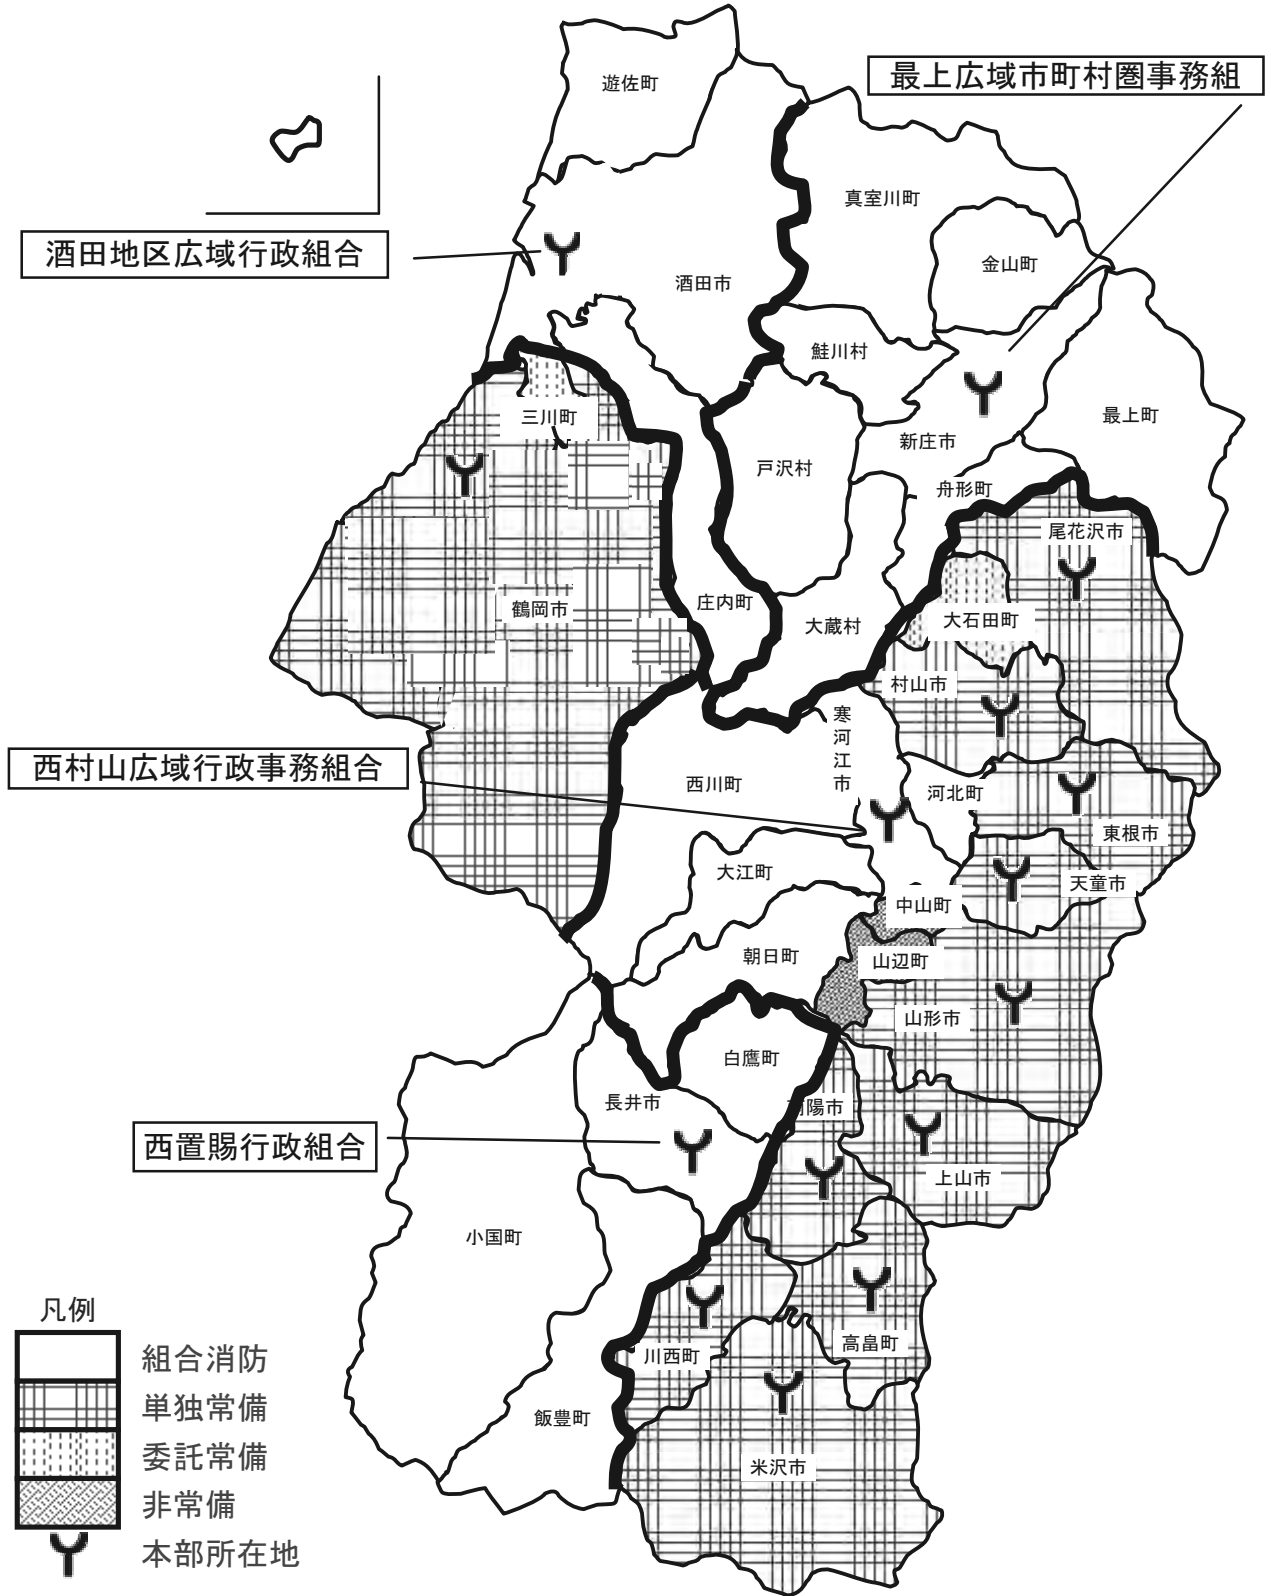 遊佐町
最上広域市町村圏事務組
真室川町
酒田地区広域行政組合
金山町
酒田市
鮭川村
三川町
最上町
新庄市
戸沢村
舟形町
尾花沢市
鶴岡市
庄内町
大蔵村
大石田町
村山市
寒河江市
西村山広域行政事務組合
西川町
河北町
東根市
大江町
天童市
中山町
朝日町
山辺町
山形市
白鷹町
長井市
陽市
西置賜行政組合
上山市
小国町
高畠町
川西町
飯豊町
米沢市
凡例
組合消防
単独常備
委託常備
非常備
本部所在地